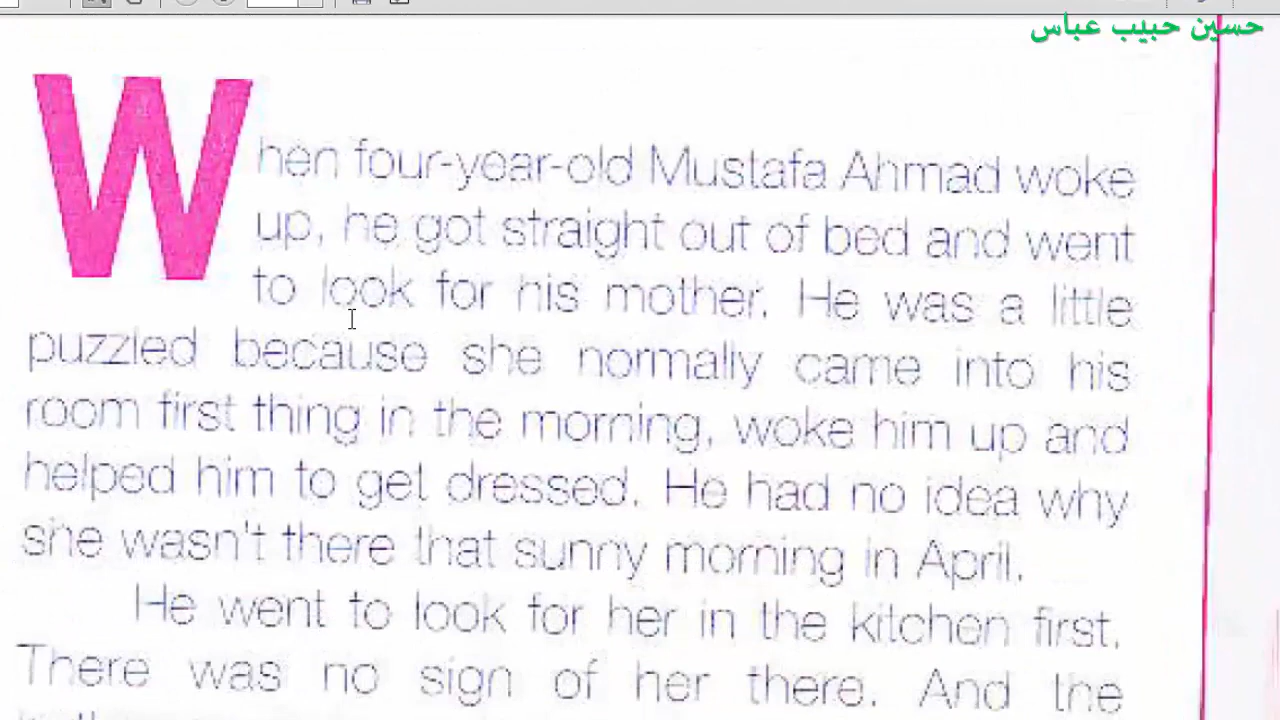 حسين حبيب عباس
When four-year-old Mustafa Ahmad woke
up, he got straight out of bed and went
to look for his mother. He was a little
puzzled because she normally came into his
room first thing in the morning, woke him up and
helped him to get dressed. He had no idea why
she wasn't there that sunny morning in April.
He went to look for her in the kitchen first.
There was no sign of her there. And the